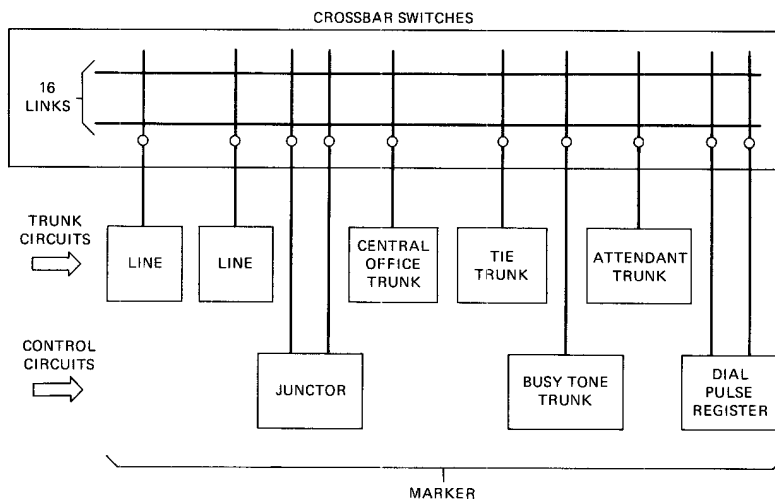 CROSSBAR SWITCHES
16
LINKS
TRUNK
CIRCUITS
LINE
LINE
CENTRAL
OFFICE
TRUNK
TIE
TRUNK
ATTENDANT
TRUNK
CONTROL
CIRCUITS
JUNCTOR
BUSY TONE
TRUNK
DIAL
PULSE
REGISTER
MARKER